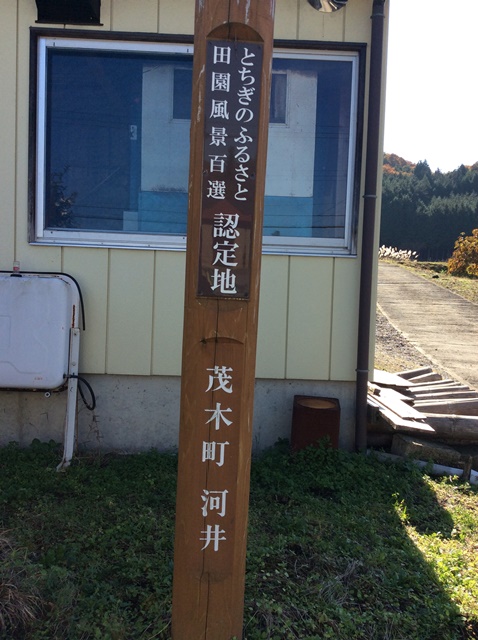 とちぎのふるさと
田園風景百選
認定地
茂木町 河井